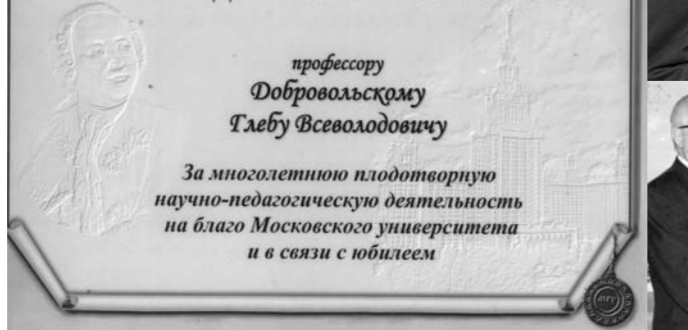 профессору
Добровольскому
Глебу Всеволодовичу
За многолетнюю плодотворную
научно-педагогическую деятельность
на благо Московского университета
и в связи с юбилеем